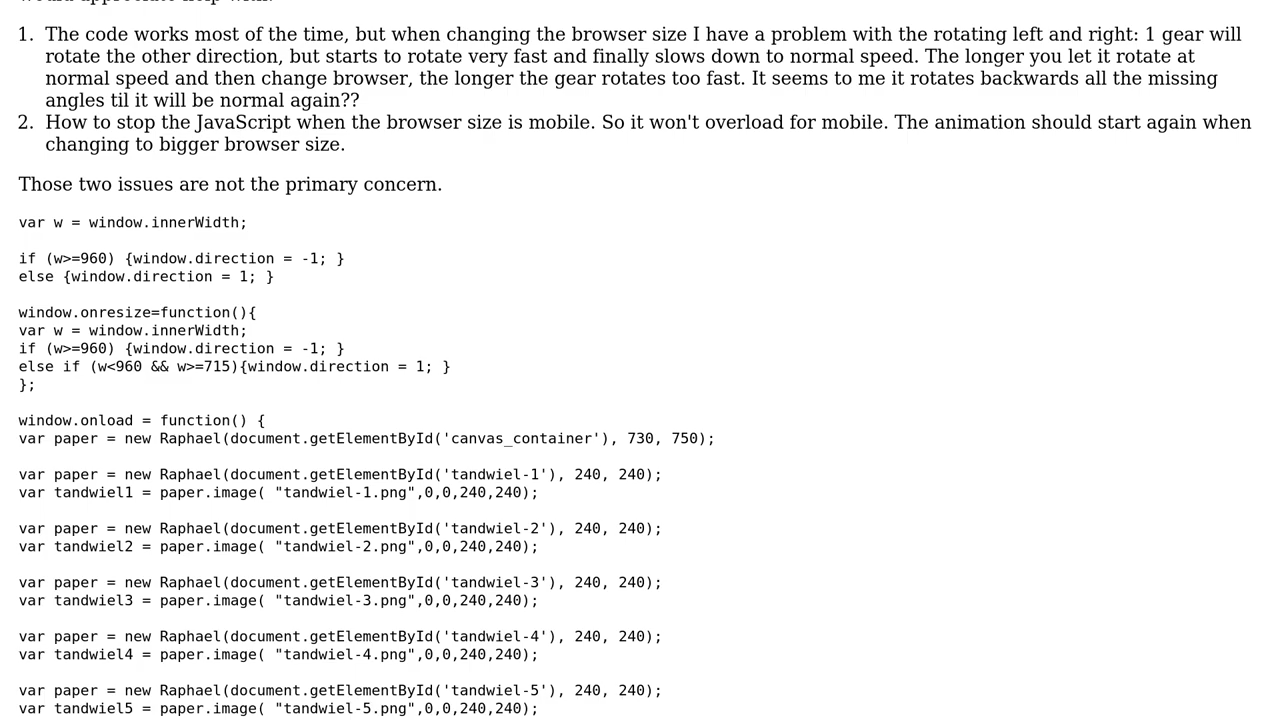 would appreciate help with:
1. The code works most of the time, but when changing the browser size I have a problem with the rotating left and right: 1 gear will
rotate the other direction, but starts to rotate very fast and finally slows down to normal speed. The longer you let it rotate at
normal speed and then change browser, the longer the gear rotates too fast. It seems to me it rotates backwards all the missing
angles til it will be normal again??
2. How to stop the JavaScript when the browser size is mobile. So it won't overload for mobile. The animation should start again when
changing to bigger browser size.
Those two issues are not the primary concern.
var w = window.innerWidth;
if (w>=960) {window.direction = -1; }
else {window.direction = 1; }
window.onresize=function(){
var w = window.innerWidth;
if (w>=960) {window.direction = -1; }
else if (w<960 && w>=715){window.direction = 1; }
};
window.onload = function() {
var paper = new Raphael(document.getElementById('canvas_container'), 730, 750);
var paper = new Raphael(document.getElementById('tandwiel-1'), 240, 240);
var tandwiel1 = paper.image( "tandwiel-1.png",0,0,240,240);
var paper = new Raphael(document.getElementById('tandwiel-2'), 240, 240);
var tandwiel2 = paper.image( "tandwiel-2.png",0,0,240,240);
var paper = new Raphael(document.getElementById('tandwiel-3'), 240, 240);
var tandwiel3 = paper.image( "tandwiel-3.png",0,0,240,240);
var paper = new Raphael(document.getElementById('tandwiel-4'), 240, 240);
var tandwiel4 = paper.image( "tandwiel-4.png",0,0,240,240);
var paper = new Raphael(document.getElementById('tandwiel-5'), 240, 240);
var tandwiel5 = paper.image( "tandwiel-5.png",0,0,240,240);